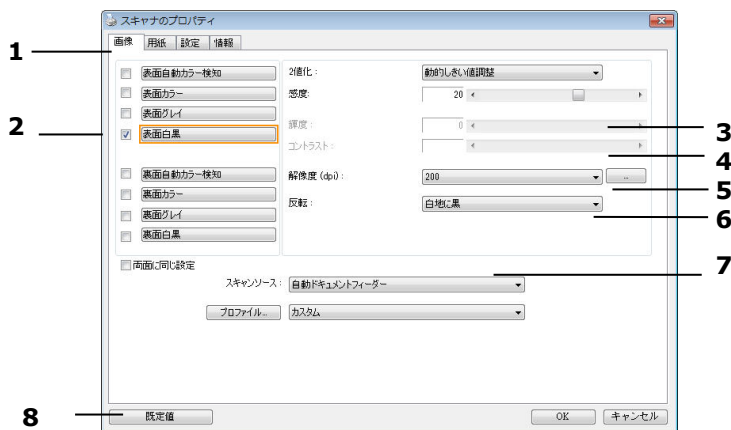 スキャナのプロパティ
画像 用紙 設定 情報
1
表面自動カラー検知
表面カラー
表面グレイ
2
表面白黒
裏面自動カラー検知
裏面カラー
裏面グレイ
裏面白黒
両面に同じ設定
2値化: 動的しきい値調整
感度: 20
輝度: 0
3
コントラスト:
4
解像度 (dpi): 200 ..
5
反転: 白地に黒
6
7
スキャンソース: 自動ドキュメントフィーダー
プロファイル... カスタム
8
既定値 OK キャンセル